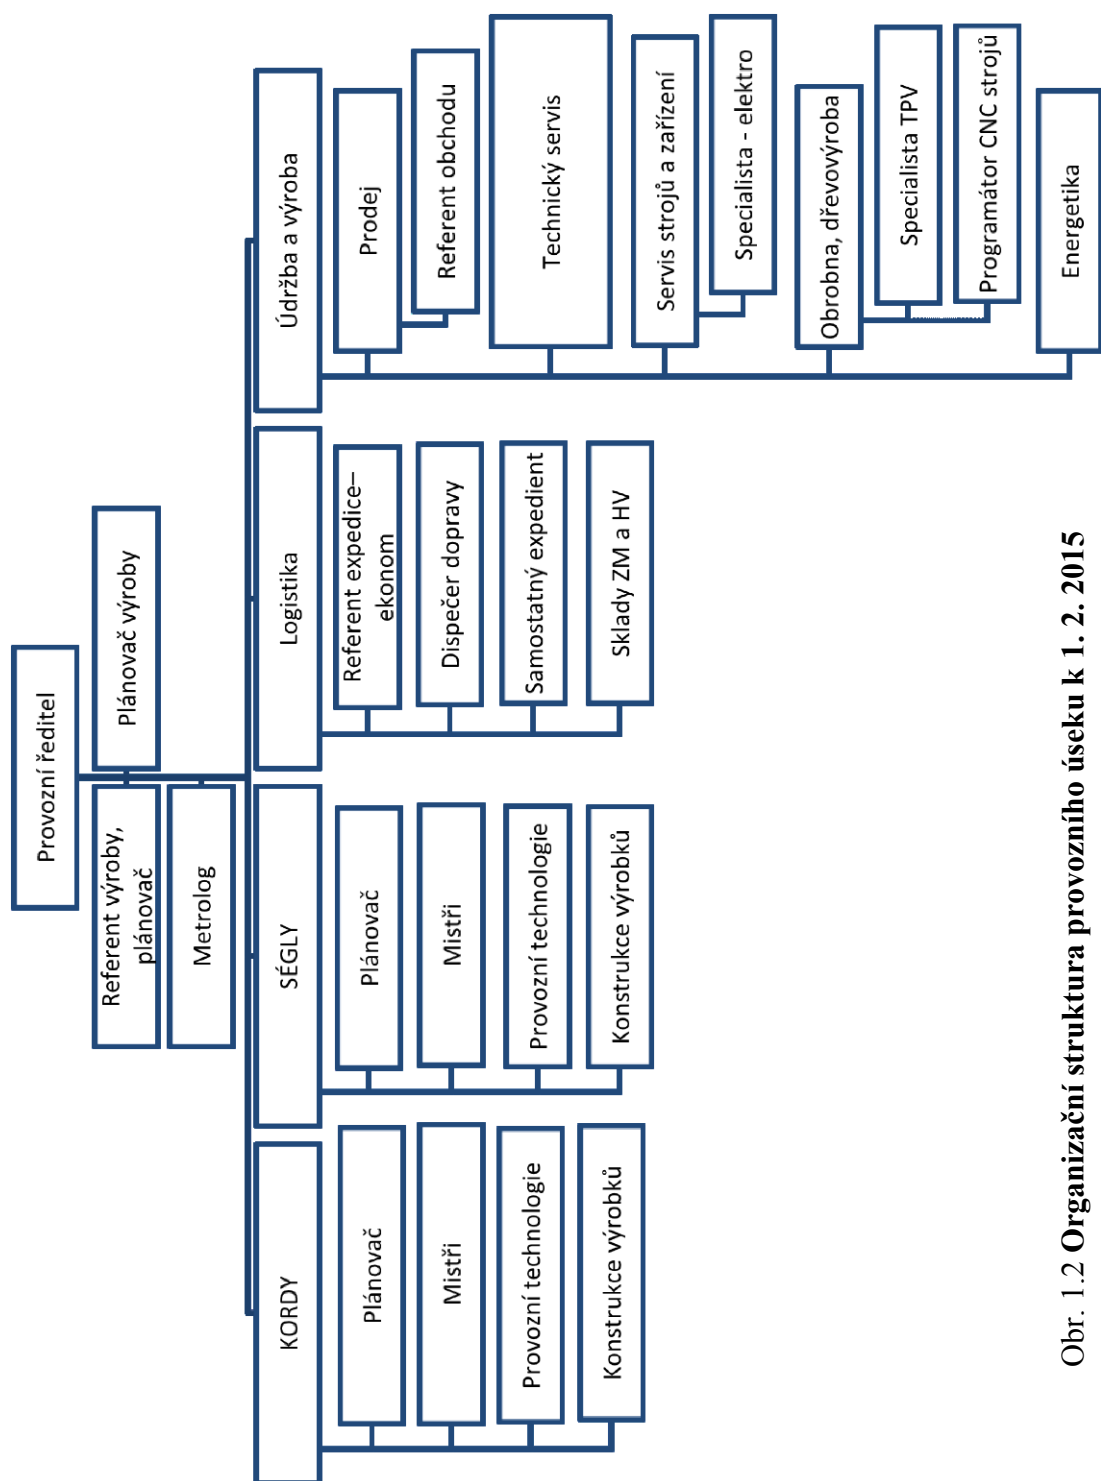 Provozní ředitel
Referent výroby,
plánovač
Plánovač výroby
Metrolog
KORDY
Plánovač
Mistři
Provozní technologie
Konstrukce výrobků
SÉGLY
Plánovač
Mistři
Provozní technologie
Konstrukce výrobků
Logistika
Referent expedice–
ekonom
Dispečer dopravy
Samostatný expedient
Sklady ZM a HV
Údržba a výroba
Prodej
Referent obchodu
Technický servis
Servis strojů a zařízení
Specialista - elektro
Obrobna, dřevovýroba
Specialista TPV
Programátor CNC strojů
Energetika
Obr. 1.2 Organizační struktura provozního úseku k 1. 2. 2015